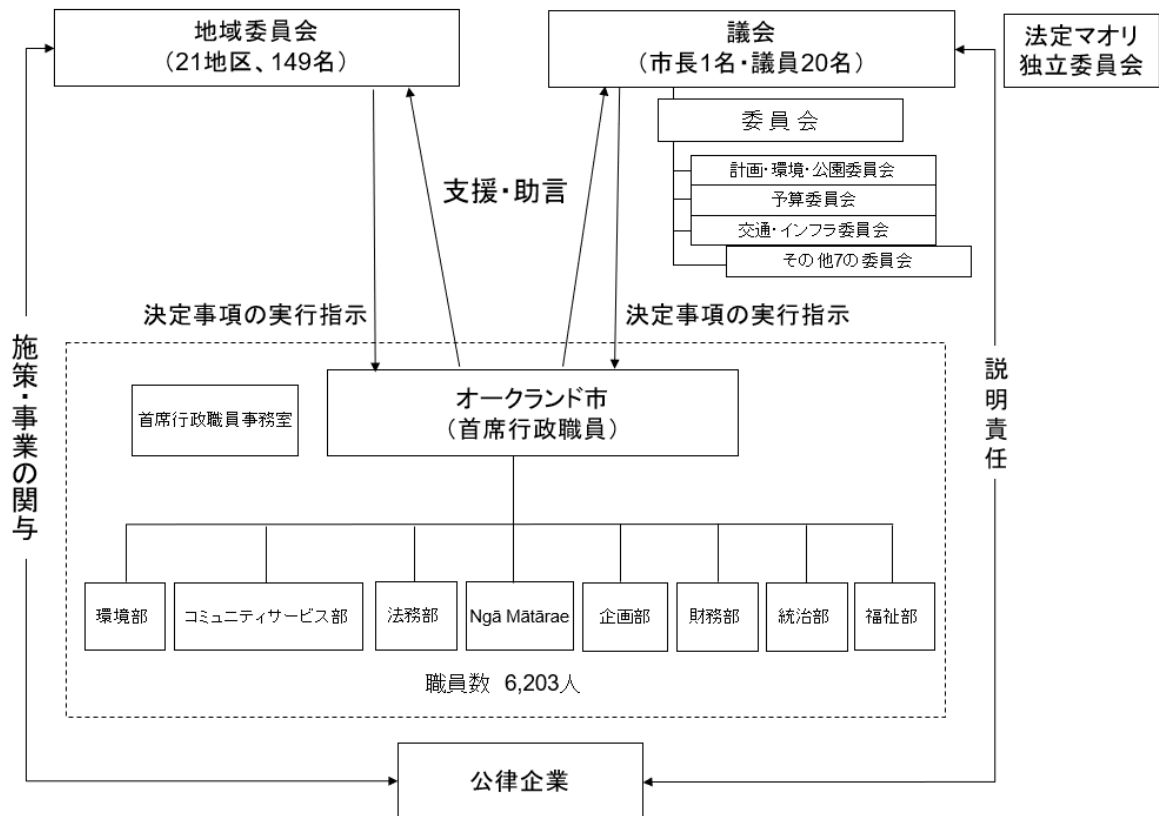 地域委員会
（21地区、149名）
議会
（市長1名・議員20名）
法定マオリ
独立委員会
委員会
計画・環境・公園委員会
予算委員会
交通・インフラ委員会
その他7の委員会
支援・助言
決定事項の実行指示
決定事項の実行指示
施策・事業の関与
説明責任
オークランド市
（首席行政職員）
首席行政職員事務室
環境部
コミュニティサービス部
法務部
Ngā Mātārae
企画部
財務部
統治部
福祉部
職員数 6,203人
公律企業